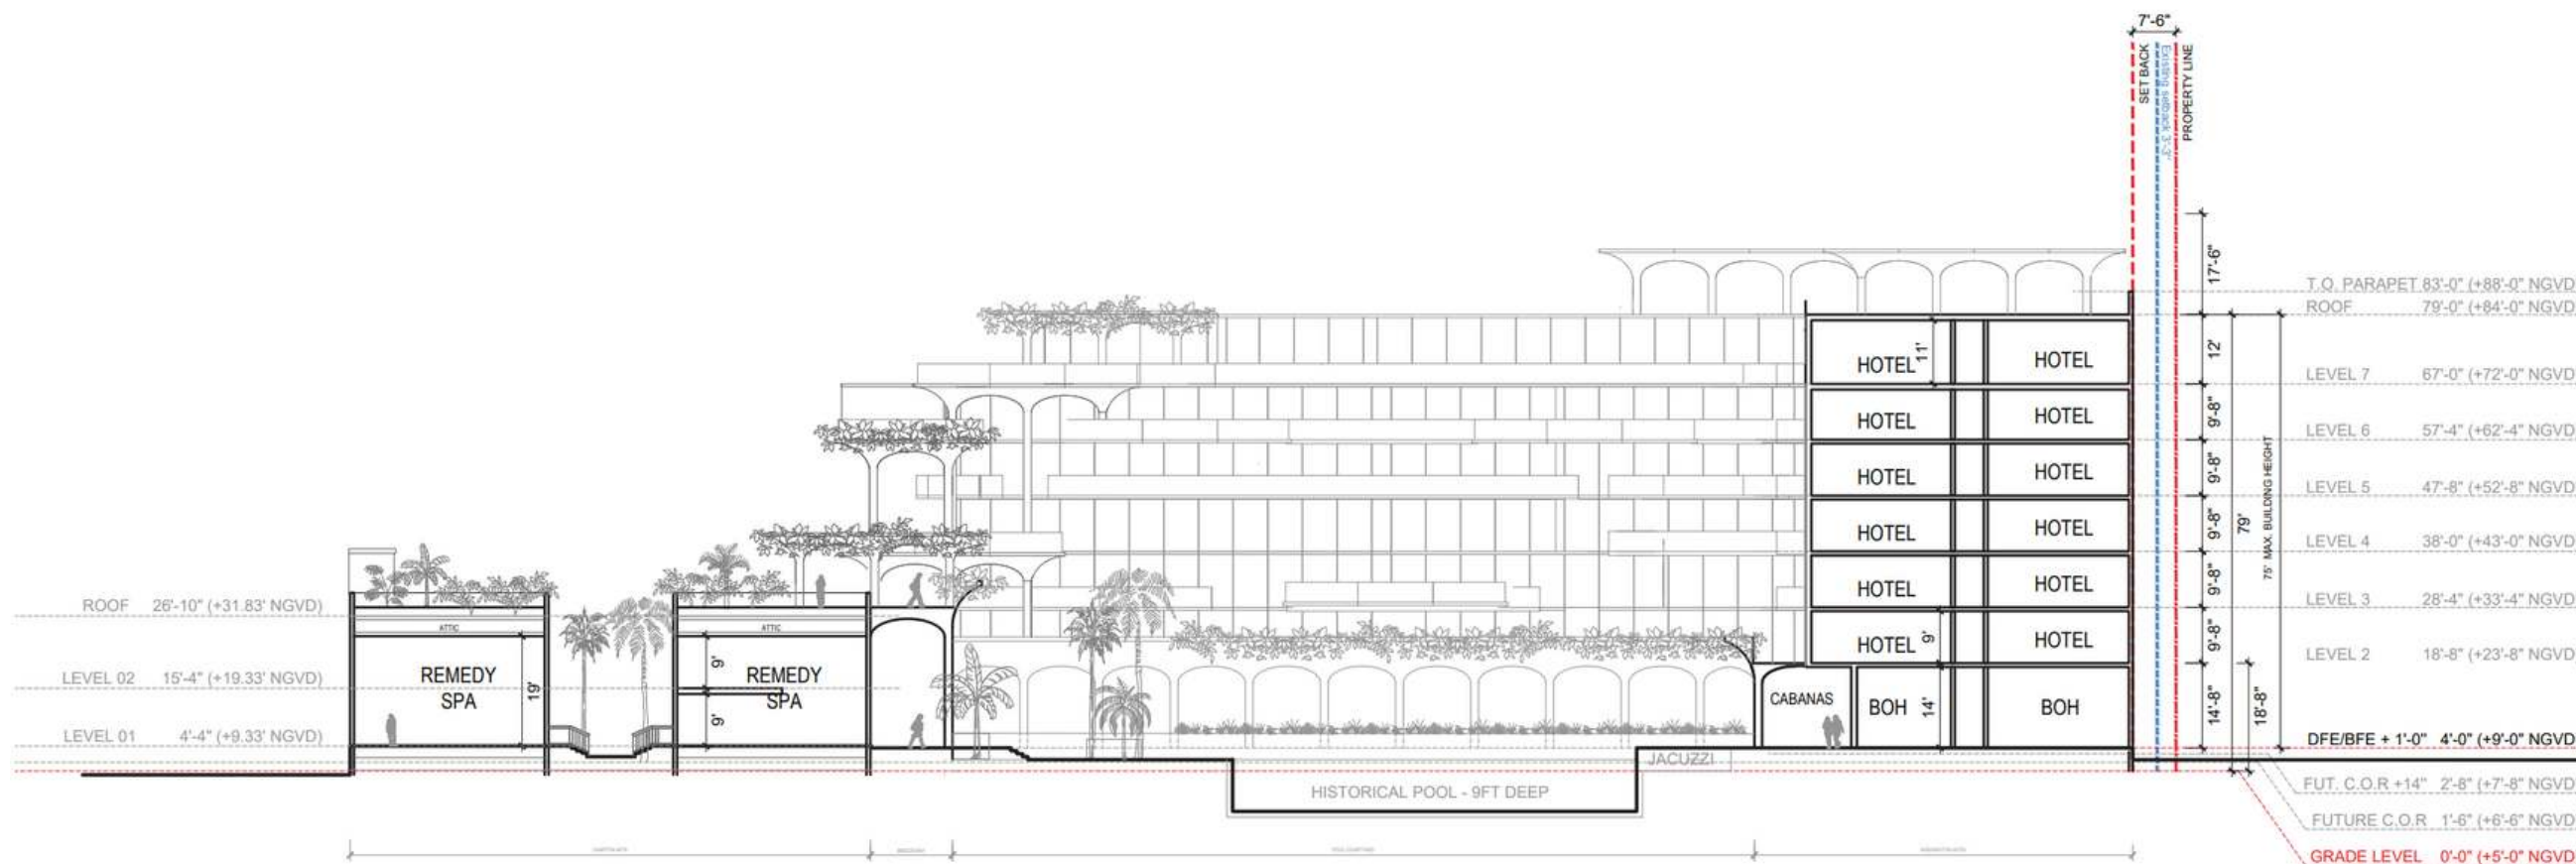 7'-6"
SET BACK
Existing setback 3'-3"
PROPERTY LINE
17'-6"
T.O. PARAPET 83'-0" (+88'-0" NGVD
ROOF 79'-0" (+84'-0" NGVD
12'
HOTEL 11' HOTEL
LEVEL 7 67'-0" (+72'-0" NGVD
9'-8"
HOTEL HOTEL
LEVEL 6 57'-4" (+62'-4" NGVD
9'-8"
HOTEL HOTEL
LEVEL 5 47'-8" (+52'-8" NGVD
9'-8"
79'
75' MAX. BUILDING HEIGHT
HOTEL HOTEL
LEVEL 4 38'-0" (+43'-0" NGVD
9'-8"
HOTEL HOTEL
LEVEL 3 28'-4" (+33'-4" NGVD
9'-8"
HOTEL 9' HOTEL
LEVEL 2 18'-8" (+23'-8" NGVD
14'-8"
18'-8"
CABANAS
BOH 14' BOH
DFE/BFE + 1'-0" 4'-0" (+9'-0" NGVD
FUT. C.O.R +14" 2'-8" (+7'-8" NGVD
FUTURE C.O.R 1'-6" (+6'-6" NGVD
GRADE LEVEL 0'-0" (+5'-0" NGVD
ROOF 26'-10" (+31.83' NGVD)
ATTIC
ATTIC
LEVEL 02 15'-4" (+19.33' NGVD)
REMEDY
SPA
19'
9'
REMEDY
SPA
9'
LEVEL 01 4'-4" (+9.33' NGVD)
JACUZZI
HISTORICAL POOL - 9FT DEEP